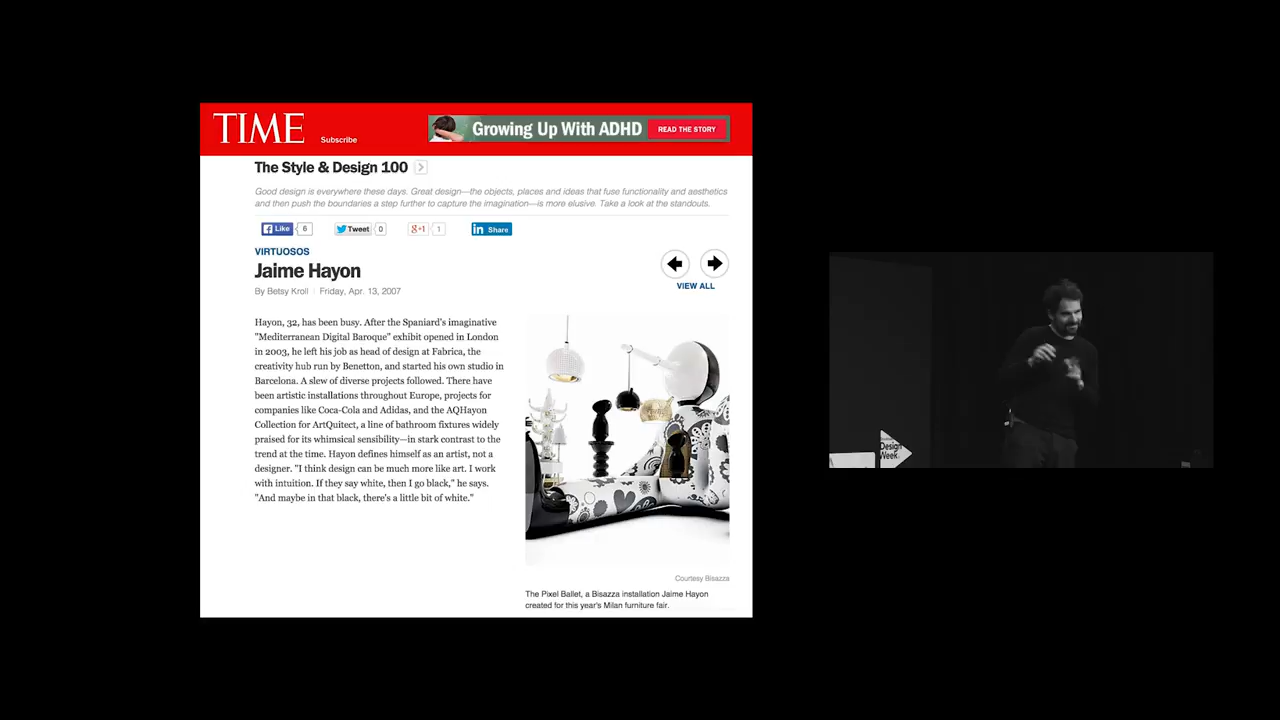 TIME
Subscribe
Growing Up With ADHD
READ THE STORY
The Style & Design 100
Good design is everywhere these days. Great design—the objects, places and ideas that fuse functionality and aesthetics
and then push the boundaries a step further to capture the imagination—is more elusive. Take a look at the standouts.
Like 6
Tweet 0
g+1 1
in Share
VIRTUOSOS
Jaime Hayon
By Betsy Kroll | Friday, Apr. 13, 2007
VIEW ALL
Hayon, 32, has been busy. After the Spaniard's imaginative
"Mediterranean Digital Baroque" exhibit opened in London
in 2003, he left his job as head of design at Fabrica, the
creativity hub run by Benetton, and started his own studio in
Barcelona. A slew of diverse projects followed. There have
been artistic installations throughout Europe, projects for
companies like Coca-Cola and Adidas, and the AQHayon
Collection for ArtQuitect, a line of bathroom fixtures widely
praised for its whimsical sensibility—in stark contrast to the
trend at the time. Hayon defines himself as an artist, not a
designer. "I think design can be much more like art. I work
with intuition. If they say white, then I go black," he says.
"And maybe in that black, there's a little bit of white."
Courtesy Bisazza
The Pixel Ballet, a Bisazza installation Jaime Hayon
created for this year's Milan furniture fair.
Design
Week